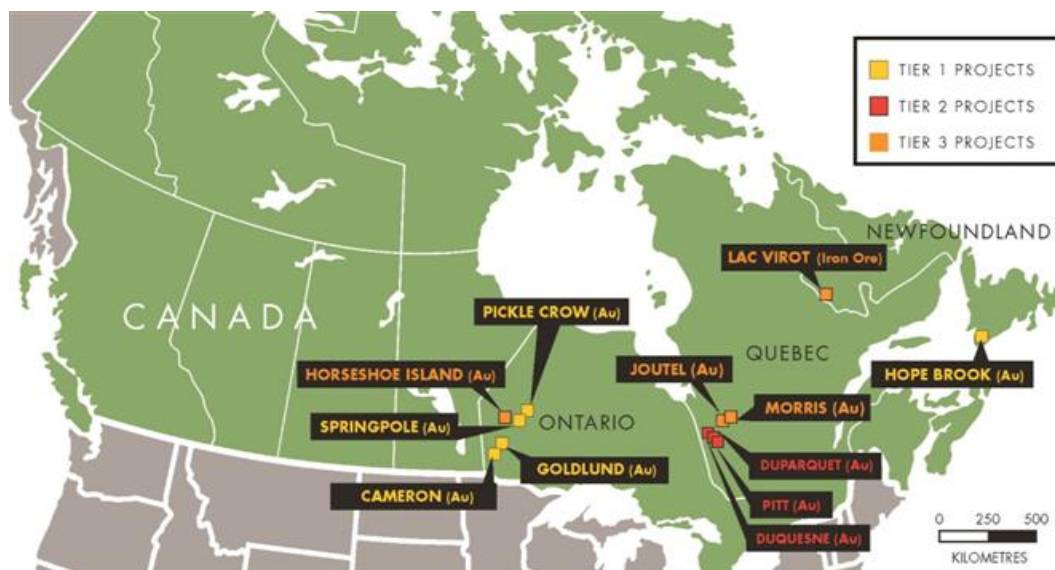 TIER 1 PROJECTS
TIER 2 PROJECTS
TIER 3 PROJECTS
NEWFOUNDLAND
LAC VIROT (Iron Ore)
CANADA
PICKLE CROW (Au)
QUEBEC
HORSESHOE ISLAND (Au)
JOUTEL (Au)
HOPE BROOK (Au)
MORRIS (Au)
SPRINGPOLE (Au)
ONTARIO
GOLDLUND (Au)
DUPARQUET (Au)
CAMERON (Au)
PITT (Au)
DUQUESNE (Au)
0 250 500
KILOMETRES